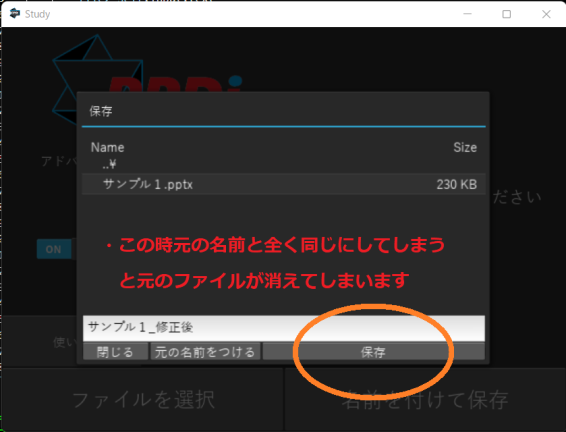 Study
PPDi
アドバ
保存
Name
Size
..¥
サンプル１.pptx
230 KB
ださい
ON
・この時元の名前と全く同じにしてしまう
と元のファイルが消えてしまいます
サンプル１_修正後
使い
閉じる
元の名前をつける
保存
ファイルを選択
名前を付けて保存